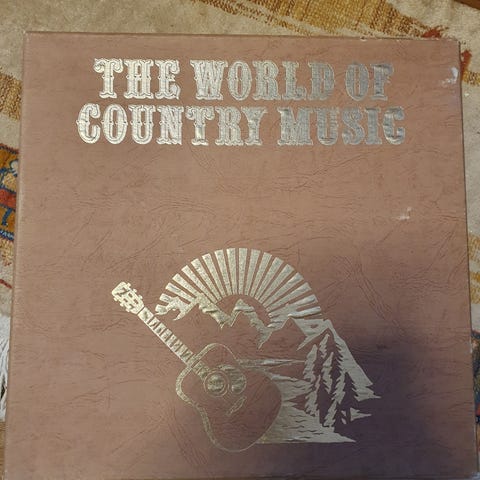 THE WORLD OF
COUNTRY MUSIC